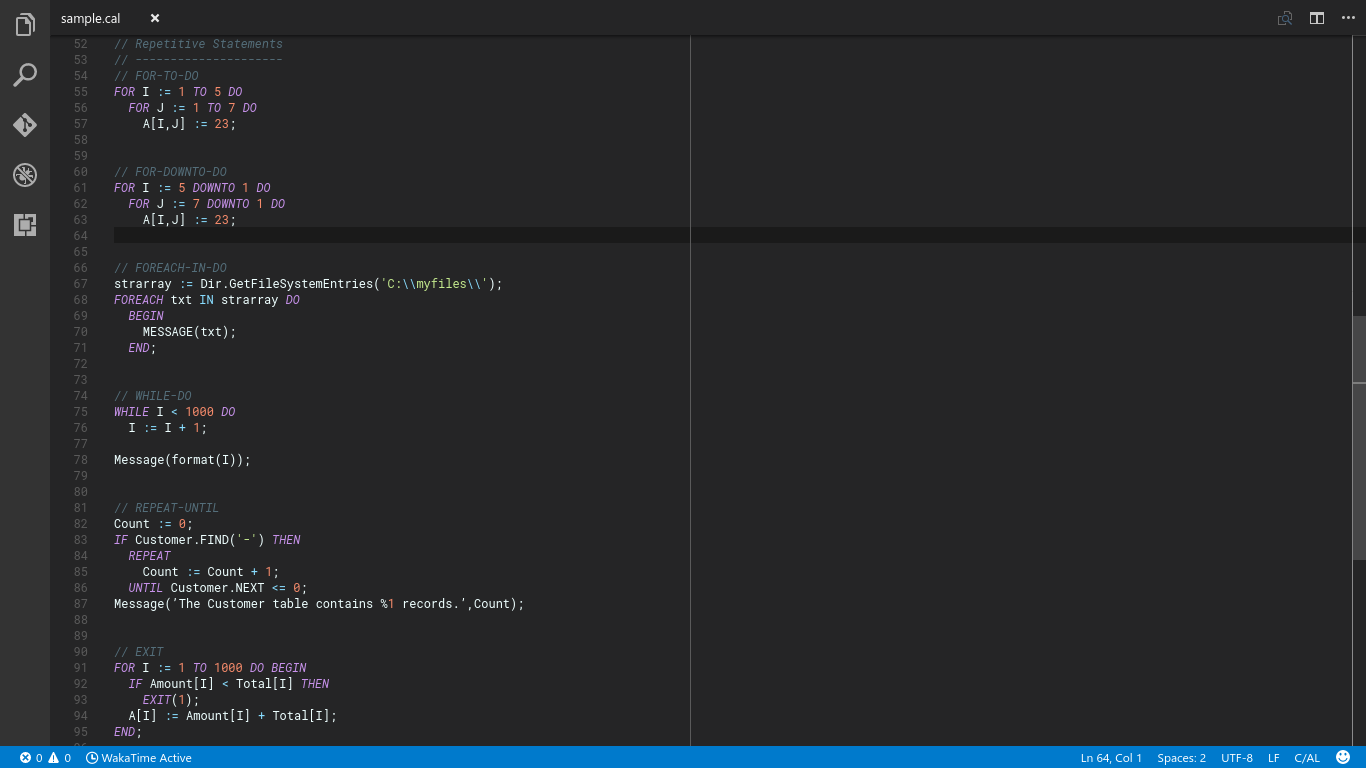 sample.cal
52 // Repetitive Statements
53 // ---------------------
54 // FOR-TO-DO
55 FOR I := 1 TO 5 DO
56   FOR J := 1 TO 7 DO
57     A[I,J] := 23;
58
59
60 // FOR-DOWNTO-DO
61 FOR I := 5 DOWNTO 1 DO
62   FOR J := 7 DOWNTO 1 DO
63     A[I,J] := 23;
64
65
66 // FOREACH-IN-DO
67 strarray := Dir.GetFileSystemEntries('C:\\myfiles\\');
68 FOREACH txt IN strarray DO
69   BEGIN
70     MESSAGE(txt);
71   END;
72
73
74 // WHILE-DO
75 WHILE I < 1000 DO
76   I := I + 1;
77
78 Message(format(I));
79
80
81 // REPEAT-UNTIL
82 Count := 0;
83 IF Customer.FIND('-') THEN
84   REPEAT
85     Count := Count + 1;
86   UNTIL Customer.NEXT <= 0;
87 Message(’The Customer table contains %1 records.’,Count);
88
89
90 // EXIT
91 FOR I := 1 TO 1000 DO BEGIN
92   IF Amount[I] < Total[I] THEN
93     EXIT(1);
94   A[I] := Amount[I] + Total[I];
95 END;
0 0 WakaTime Active Ln 64, Col 1 Spaces: 2 UTF-8 LF C/AL